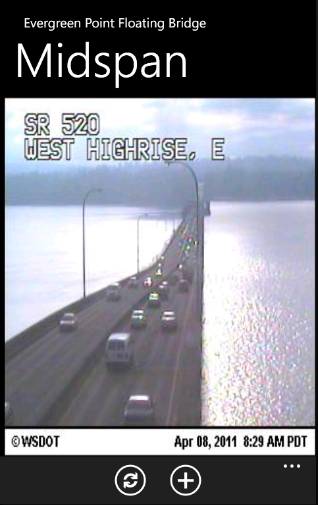 Evergreen Point Floating Bridge
Midspan
SR 520
WEST HIGHRISE, E
©WSDOT Apr 08, 2011 8:29 AM PDT